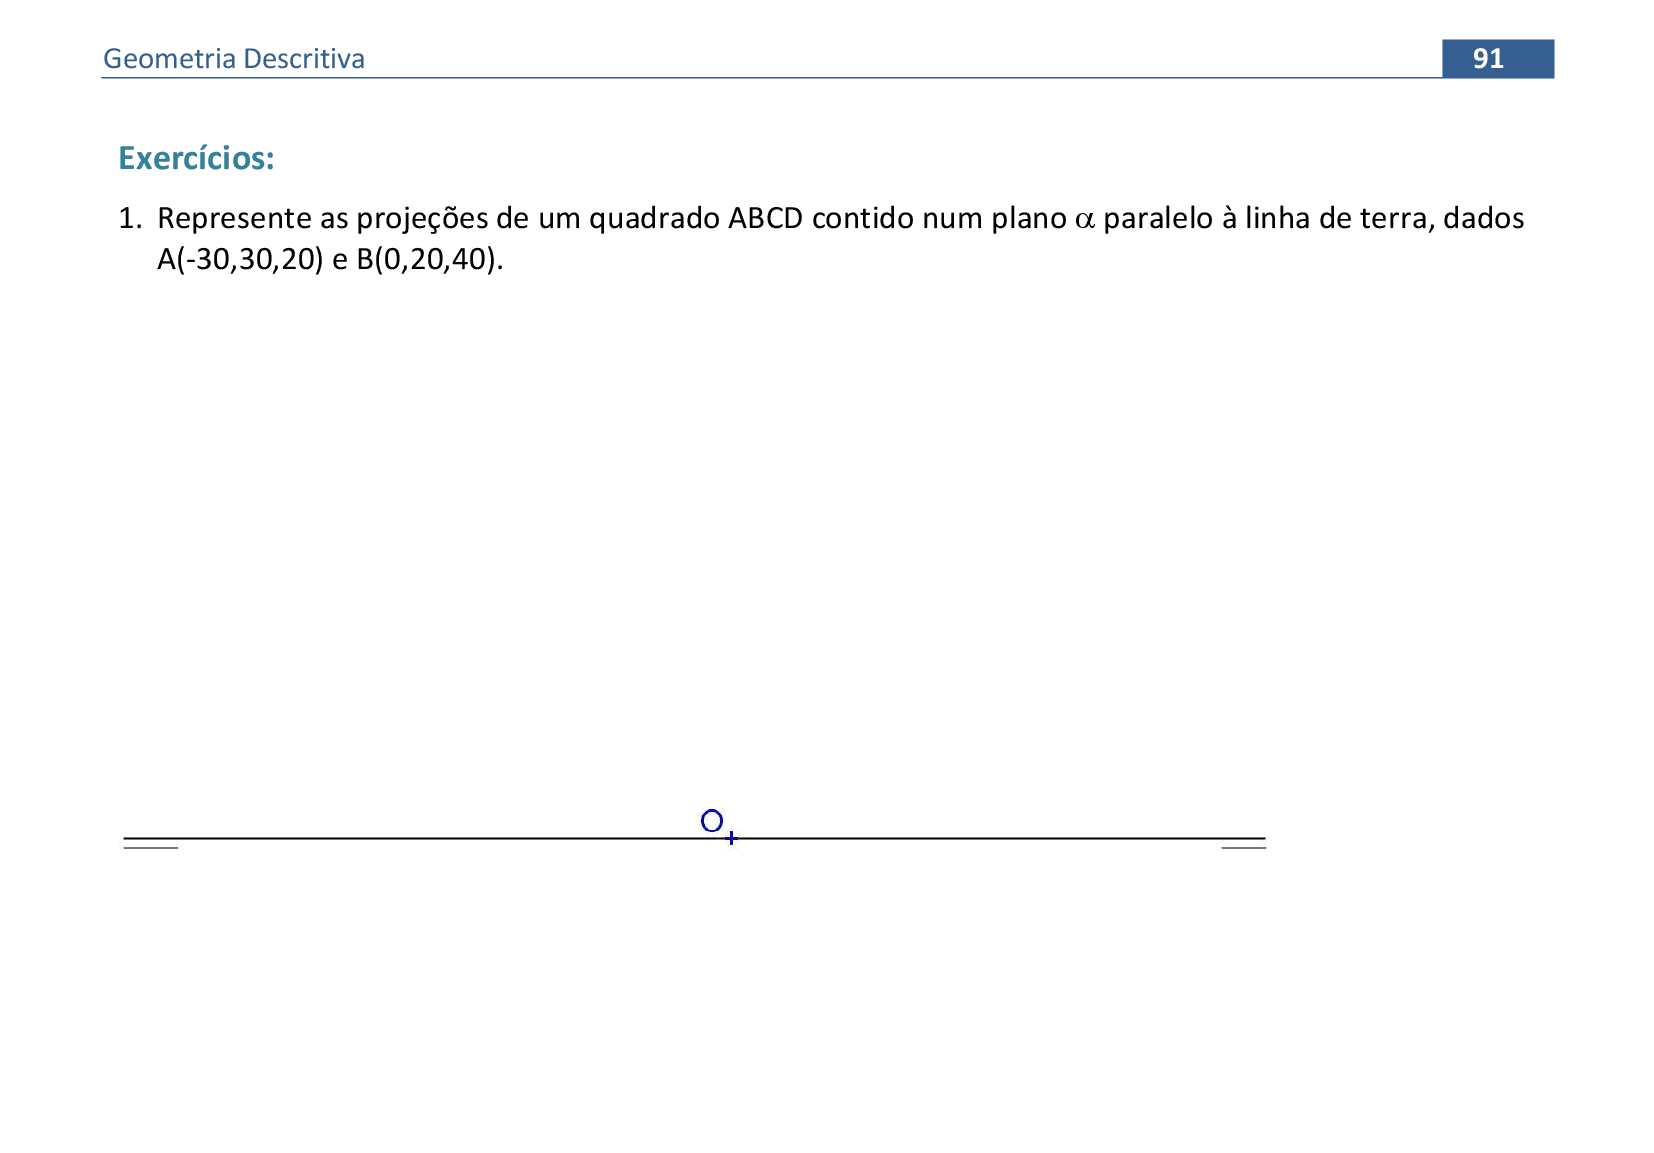 Geometria Descritiva 91
Exercícios:
1. Represente as projeções de um quadrado ABCD contido num plano α paralelo à linha de terra, dados
A(-30,30,20) e B(0,20,40).
O